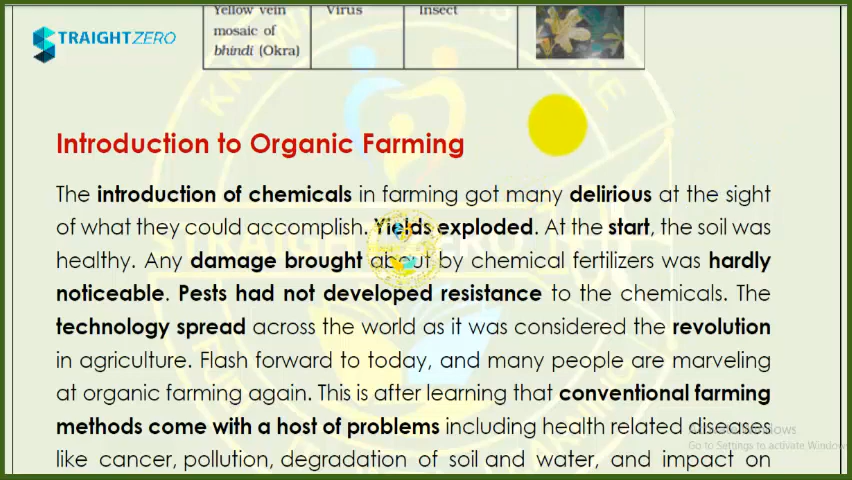 STRAIGHTZERO
Yellow vein Virus Insect
mosaic of
bhindi (Okra)
Introduction to Organic Farming
The introduction of chemicals in farming got many delirious at the sight
of what they could accomplish. Yields exploded. At the start, the soil was
healthy. Any damage brought about by chemical fertilizers was hardly
noticeable. Pests had not developed resistance to the chemicals. The
technology spread across the world as it was considered the revolution
in agriculture. Flash forward to today, and many people are marveling
at organic farming again. This is after learning that conventional farming
methods come with a host of problems including health related diseases
like cancer, pollution, degradation of soil and water, and impact on
Go to Settings to activate Windows